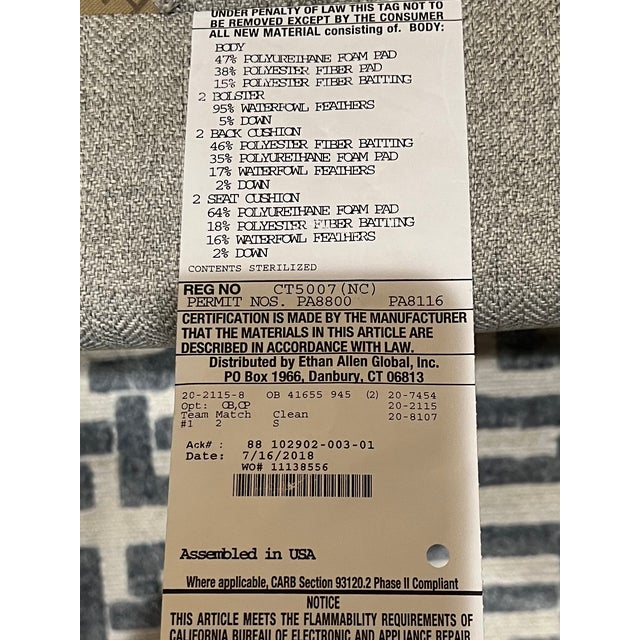 UNDER PENALTY OF LAW THIS TAG NOT TO
BE REMOVED EXCEPT BY THE CONSUMER
ALL NEW MATERIAL consisting of. BODY:
BODY
47% POLYURETHANE FOAM PAD
38% POLYESTER FIBER PAD
15% POLYESTER FIBER BATTING
2 BOLSTER
95% WATERFOWL FEATHERS
5% DOWN
2 BACK CUSHION
46% POLYESTER FIBER BATTING
35% POLYURETHANE FOAM PAD
17% WATERFOWL FEATHERS
2% DOWN
2 SEAT CUSHION
64% POLYURETHANE FOAM PAD
18% POLYESTER FIBER BATTING
16% WATERFOWL FEATHERS
2% DOWN
CONTENTS STERILIZED
REG NO CT5007(NC)
PERMIT NOS. PA8800 PA8116
CERTIFICATION IS MADE BY THE MANUFACTURER
THAT THE MATERIALS IN THIS ARTICLE ARE
DESCRIBED IN ACCORDANCE WITH LAW.
Distributed by Ethan Allen Global, Inc.
PO Box 1966, Danbury, CT 06813
20-2115-8 OB 41655 945 (2) 20-7454
Opt: CB,CP 20-2115
Team Match Clean 20-8107
#1 2 S
Ack# : 88 102902-003-01
Date: 7/16/2018
WO# 11138556
Assembled in USA
Where applicable, CARB Section 93120.2 Phase II Compliant
NOTICE
THIS ARTICLE MEETS THE FLAMMABILITY REQUIREMENTS OF
CALIFORNIA BUREAU OF ELECTRONIC AND APPLIANCE REPAIR